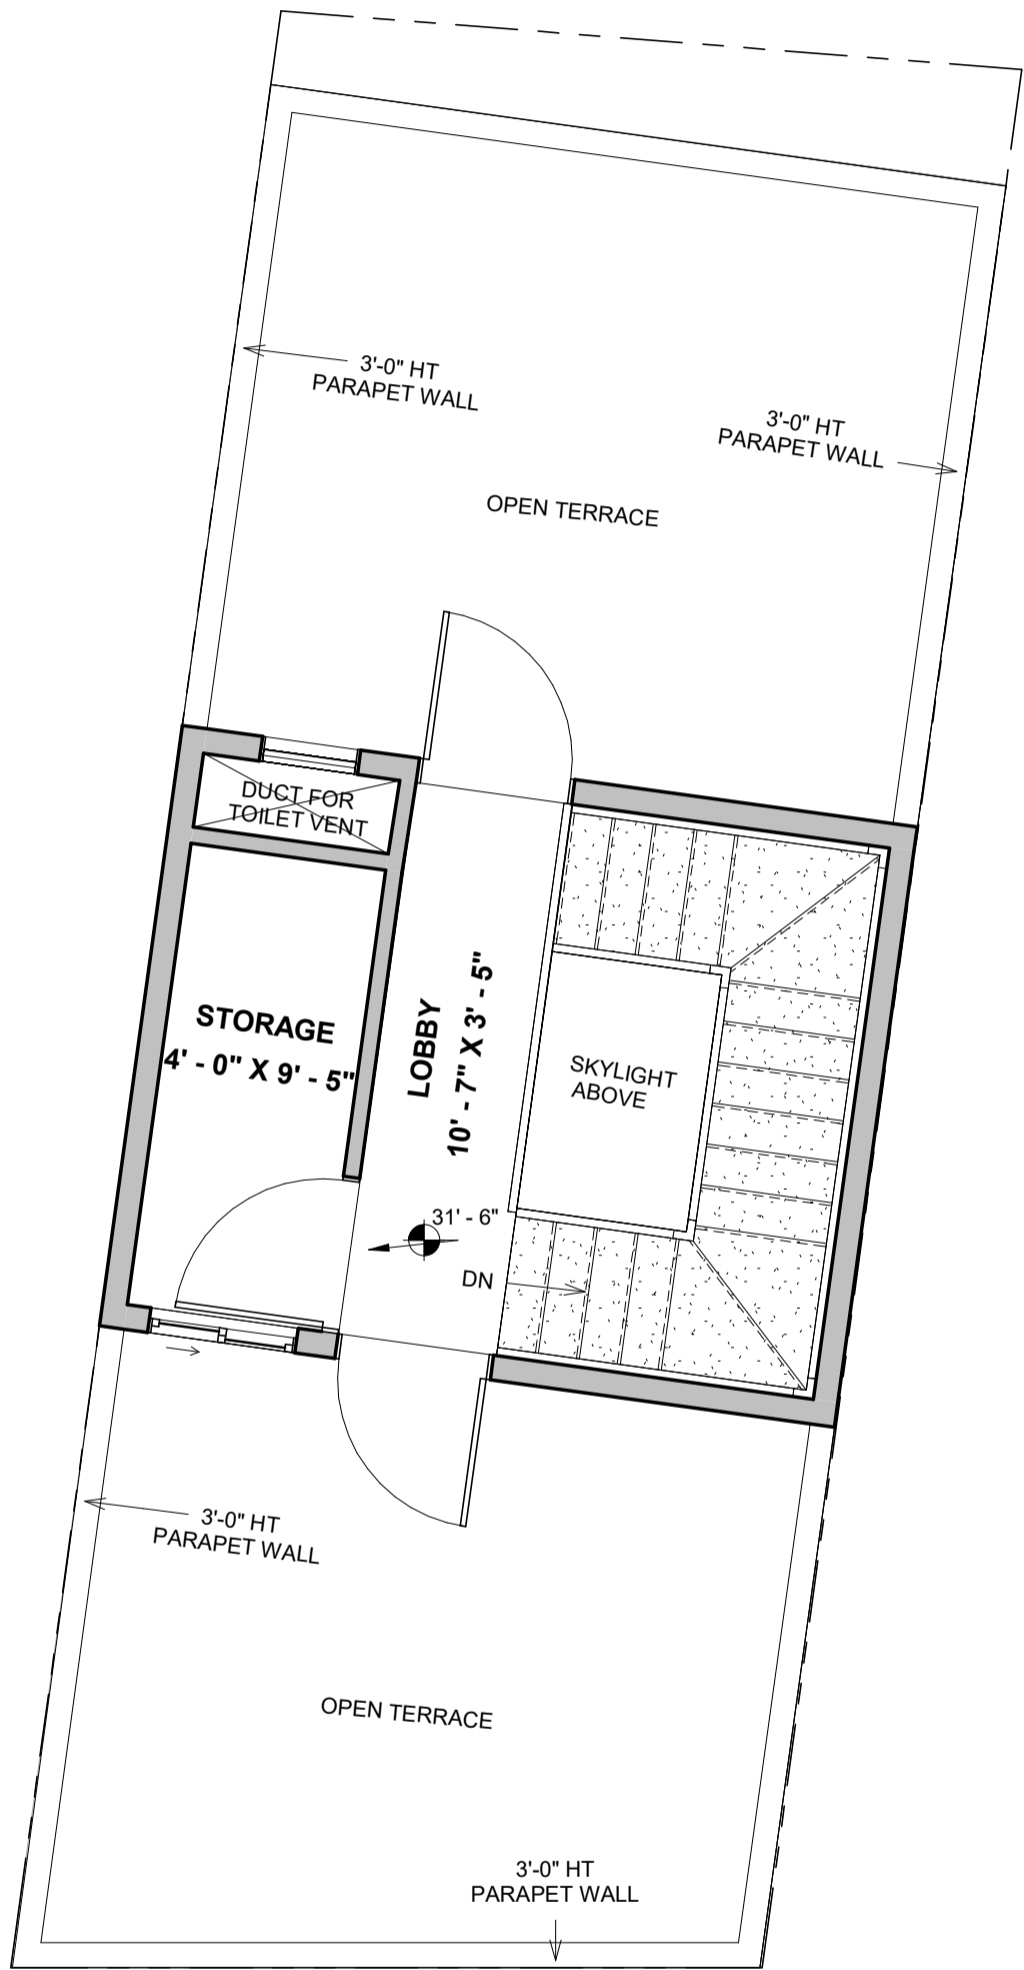 3'-0" HT
PARAPET WALL
3'-0" HT
PARAPET WALL
OPEN TERRACE
DUCT FOR
TOILET VENT
STORAGE
4' - 0" X 9' - 5"
LOBBY
10' - 7" X 3' - 5"
SKYLIGHT
ABOVE
31' - 6"
DN
3'-0" HT
PARAPET WALL
OPEN TERRACE
3'-0" HT
PARAPET WALL